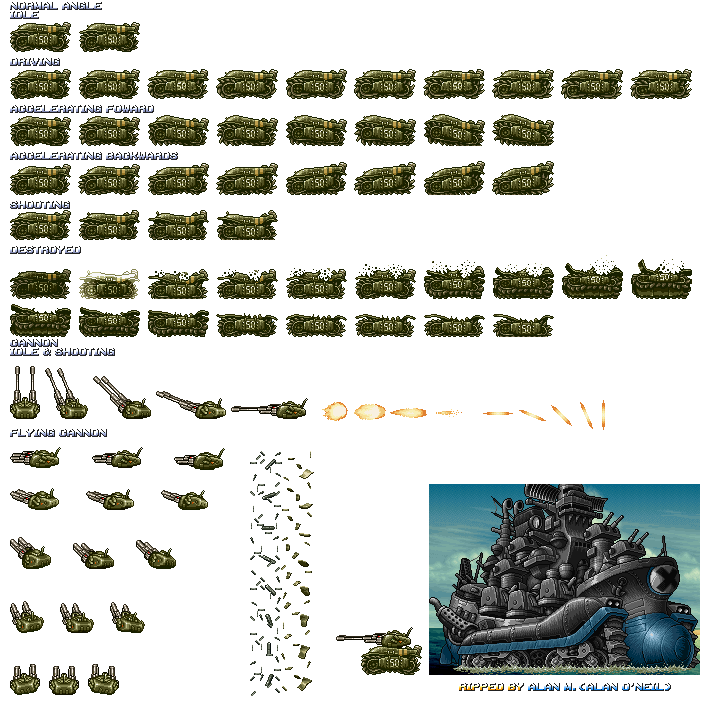 NORMAL ANGLE
IDLE
DRIVING
ACCELERATING FOWARD
ACCELERATING BACKWARDS
SHOOTING
DESTROYED
CANNON
IDLE & SHOOTING
FLYING CANNON
RIPPED BY ALAN M. (ALAN O'NEIL)